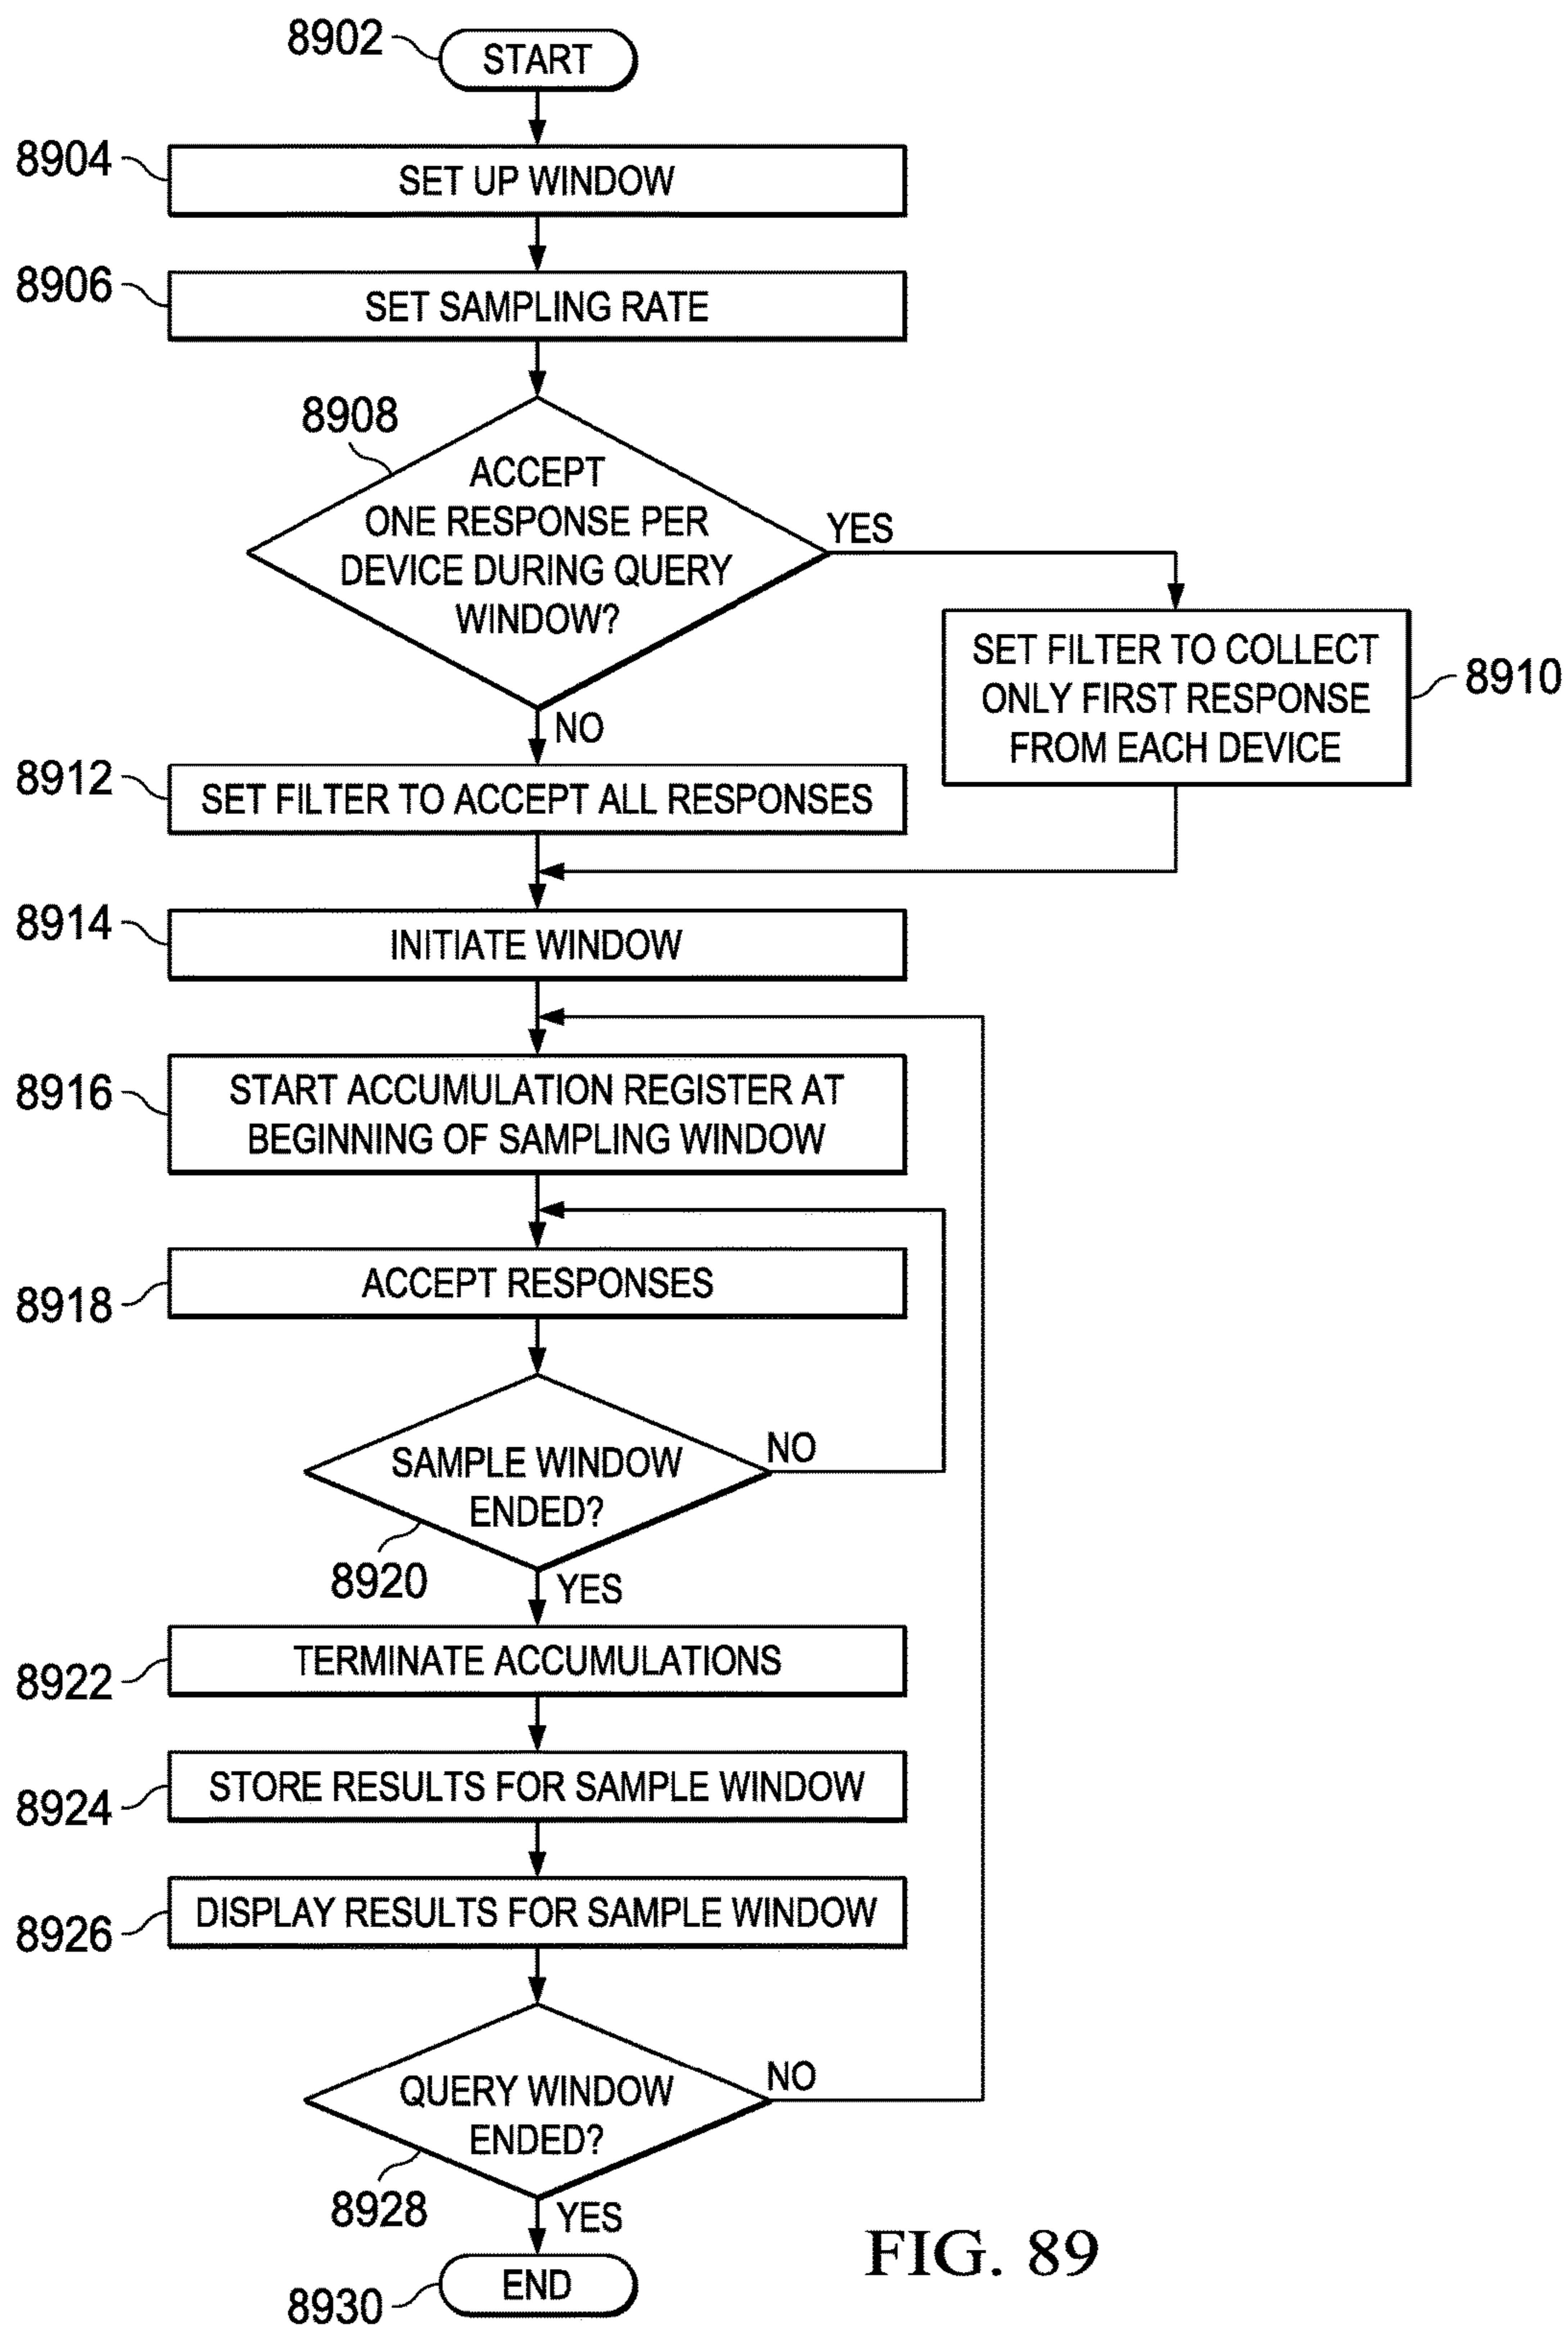 8902
START
8904
SET UP WINDOW
8906
SET SAMPLING RATE
8908
ACCEPT
ONE RESPONSE PER
DEVICE DURING QUERY
WINDOW?
YES
SET FILTER TO COLLECT
ONLY FIRST RESPONSE
FROM EACH DEVICE
8910
NO
8912
SET FILTER TO ACCEPT ALL RESPONSES
8914
INITIATE WINDOW
8916
START ACCUMULATION REGISTER AT
BEGINNING OF SAMPLING WINDOW
8918
ACCEPT RESPONSES
SAMPLE WINDOW
ENDED?
NO
8920
YES
8922
TERMINATE ACCUMULATIONS
8924
STORE RESULTS FOR SAMPLE WINDOW
8926
DISPLAY RESULTS FOR SAMPLE WINDOW
QUERY WINDOW
ENDED?
NO
8928
YES
8930
END
FIG. 89